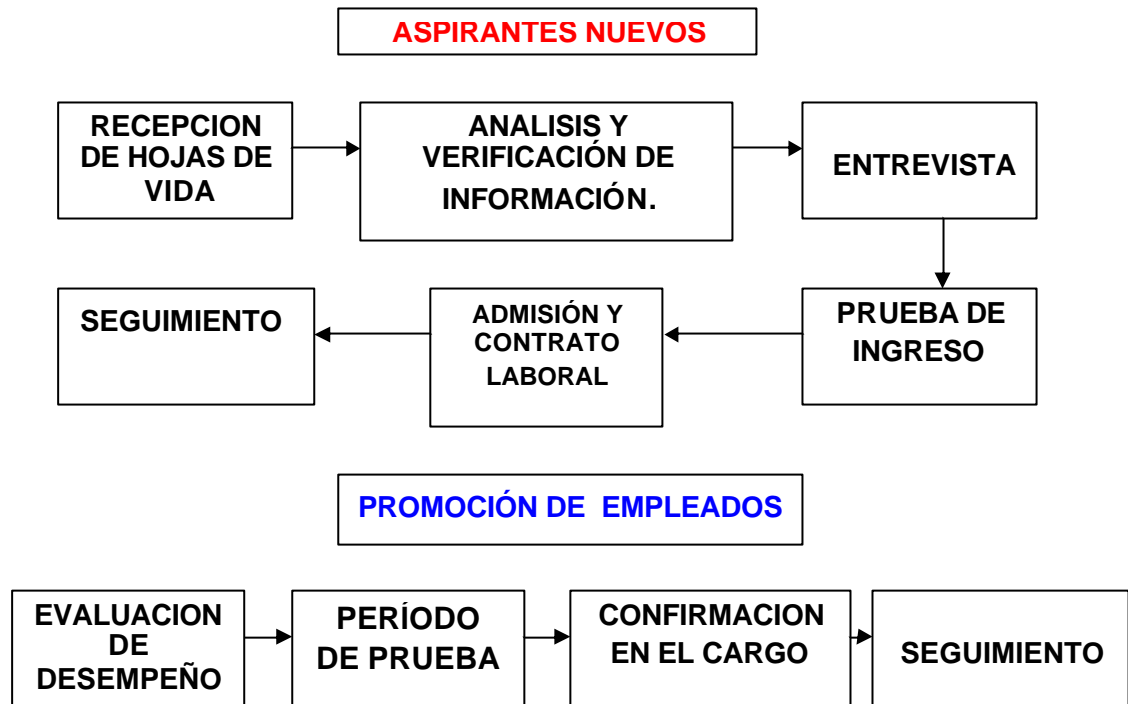 ASPIRANTES NUEVOS
RECEPCION
DE HOJAS DE
VIDA
ANALISIS Y
VERIFICACIÓN DE
INFORMACIÓN.
ENTREVISTA
PRUEBA DE
INGRESO
ADMISIÓN Y
CONTRATO
LABORAL
SEGUIMIENTO
PROMOCIÓN DE EMPLEADOS
EVALUACION
DE
DESEMPEÑO
PERÍODO
DE PRUEBA
CONFIRMACION
EN EL CARGO
SEGUIMIENTO